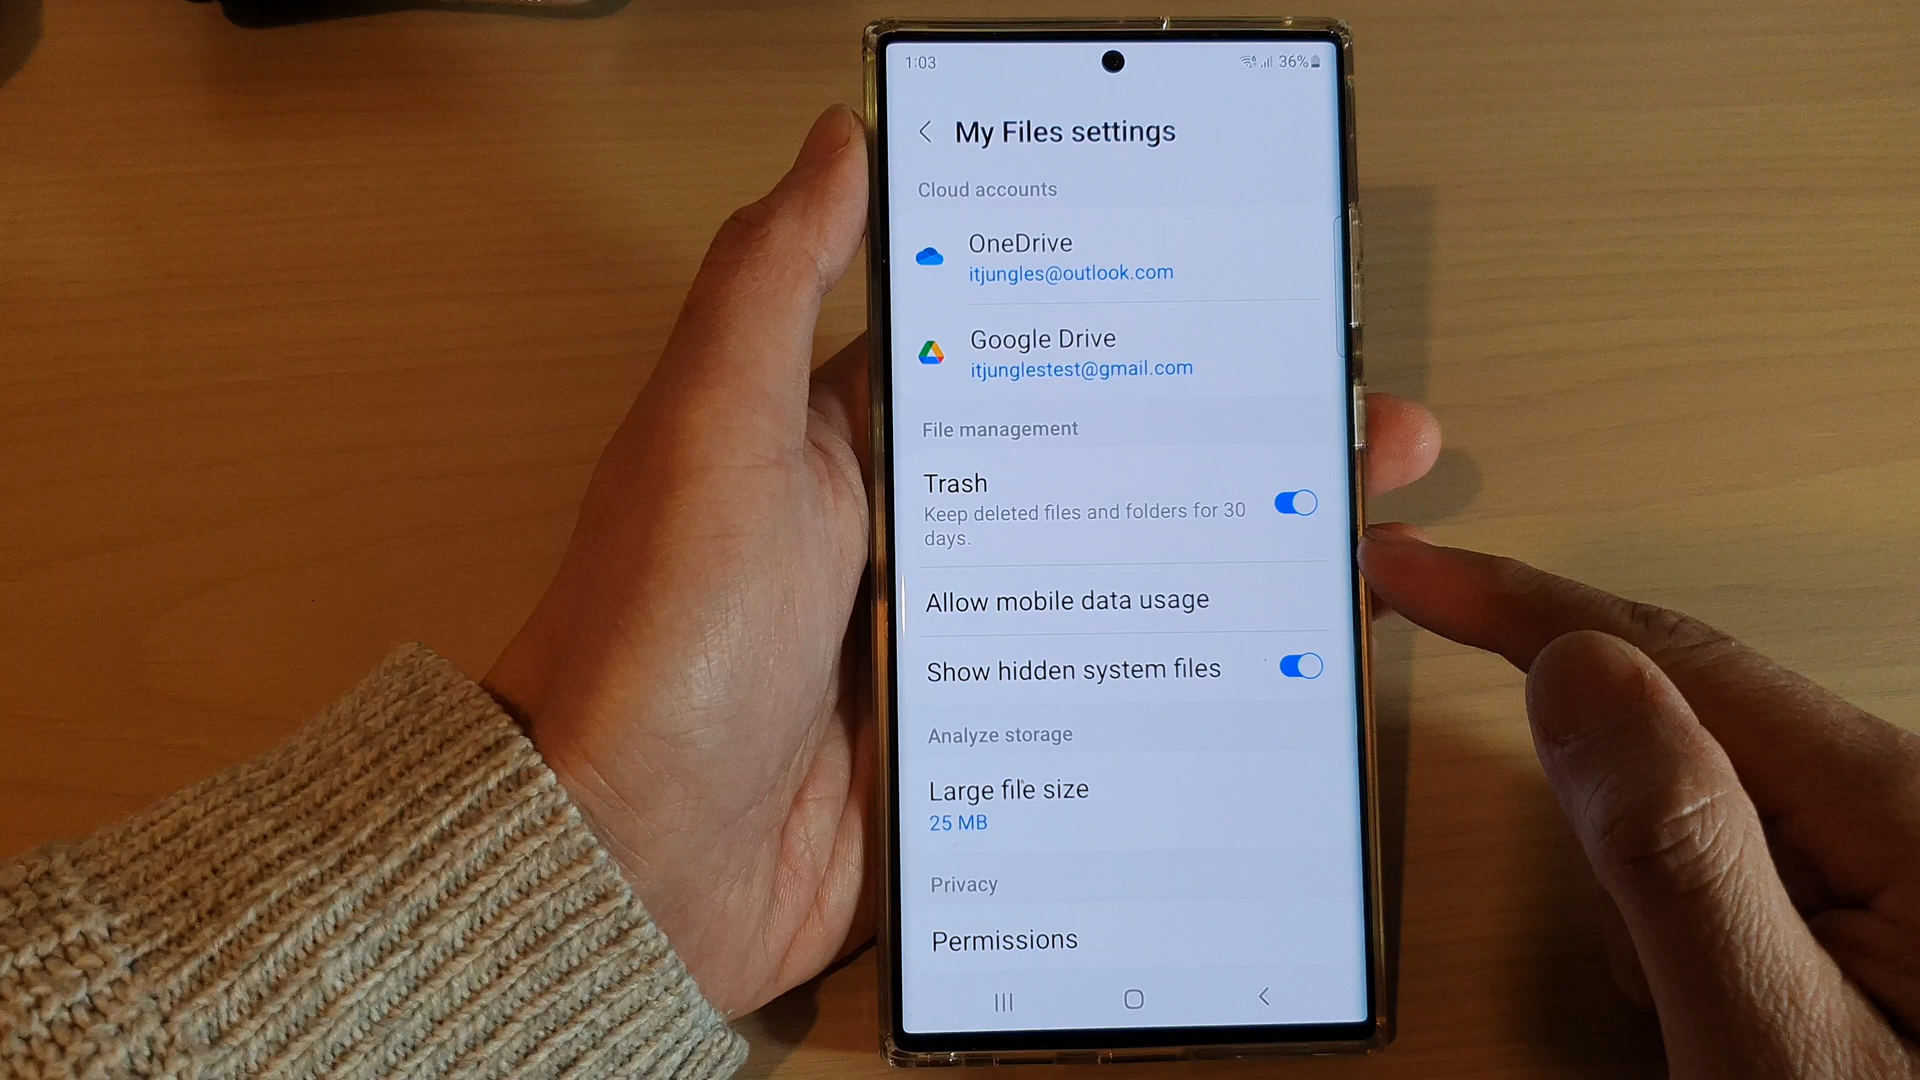 1:03
36%
My Files settings
Cloud accounts
OneDrive
itjungles@outlook.com
Google Drive
itjunglestest@gmail.com
File management
Trash
Keep deleted files and folders for 30
days.
Allow mobile data usage
Show hidden system files
Analyze storage
Large file size
25 MB
Privacy
Permissions